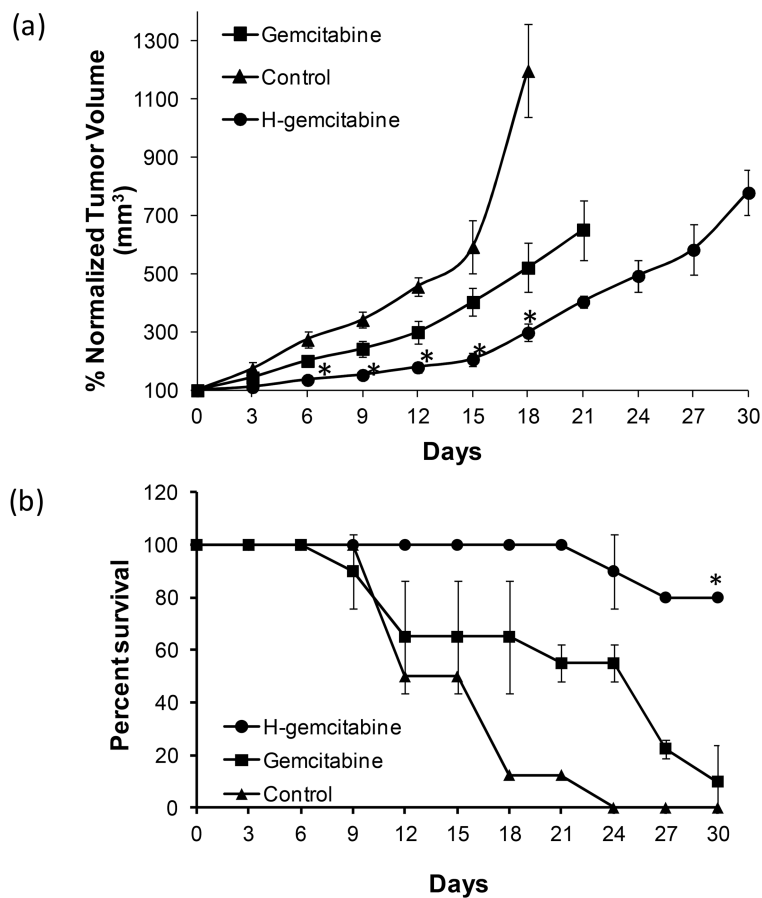 (a)
% Normalized Tumor Volume
(mm³)
1300
1100
900
700
500
300
100
Gemcitabine
Control
H-gemcitabine
*
*
*
*
*
0 3 6 9 12 15 18 21 24 27 30
Days
(b)
Percent survival
120
100
80
60
40
20
0
*
H-gemcitabine
Gemcitabine
Control
0 3 6 9 12 15 18 21 24 27 30
Days